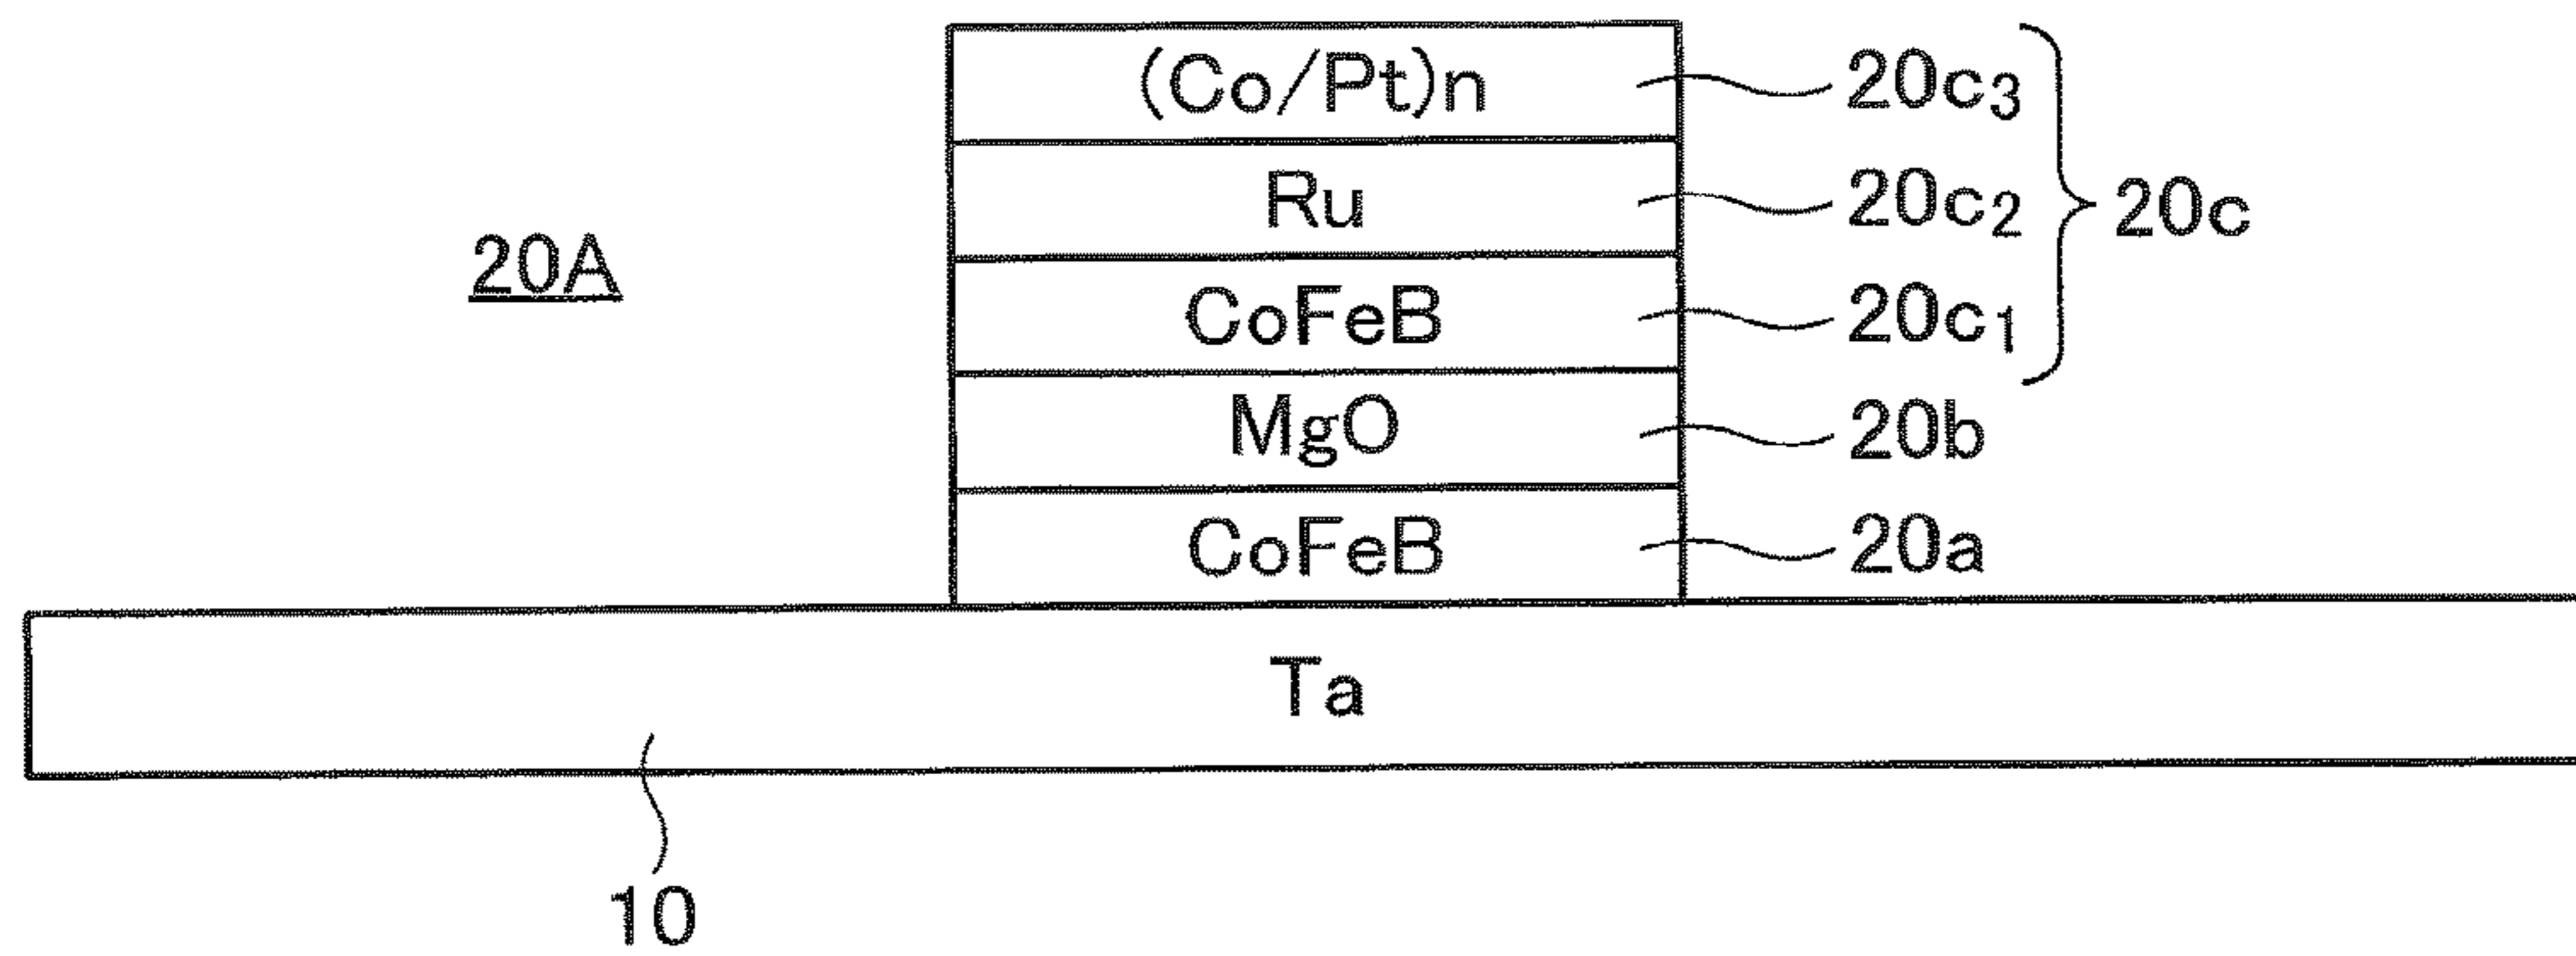 (Co/Pt)n 20c₃
Ru 20c₂ 20c
20A
CoFeB 20c₁
MgO 20b
CoFeB 20a
Ta
10